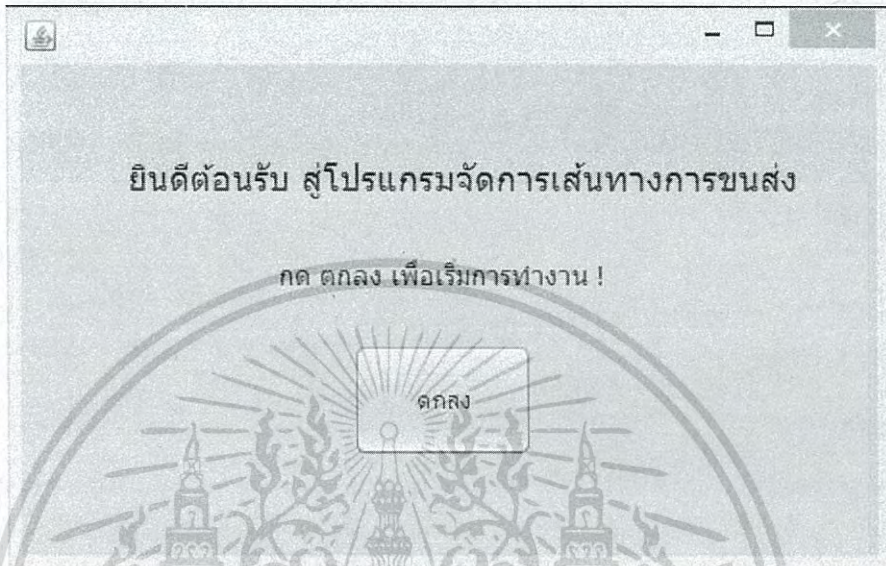 ยินดีต้อนรับ สู่โปรแกรมจัดการเส้นทางการขนส่ง
กด ตกลง เพื่อเริ่มการทำงาน !
ตกลง